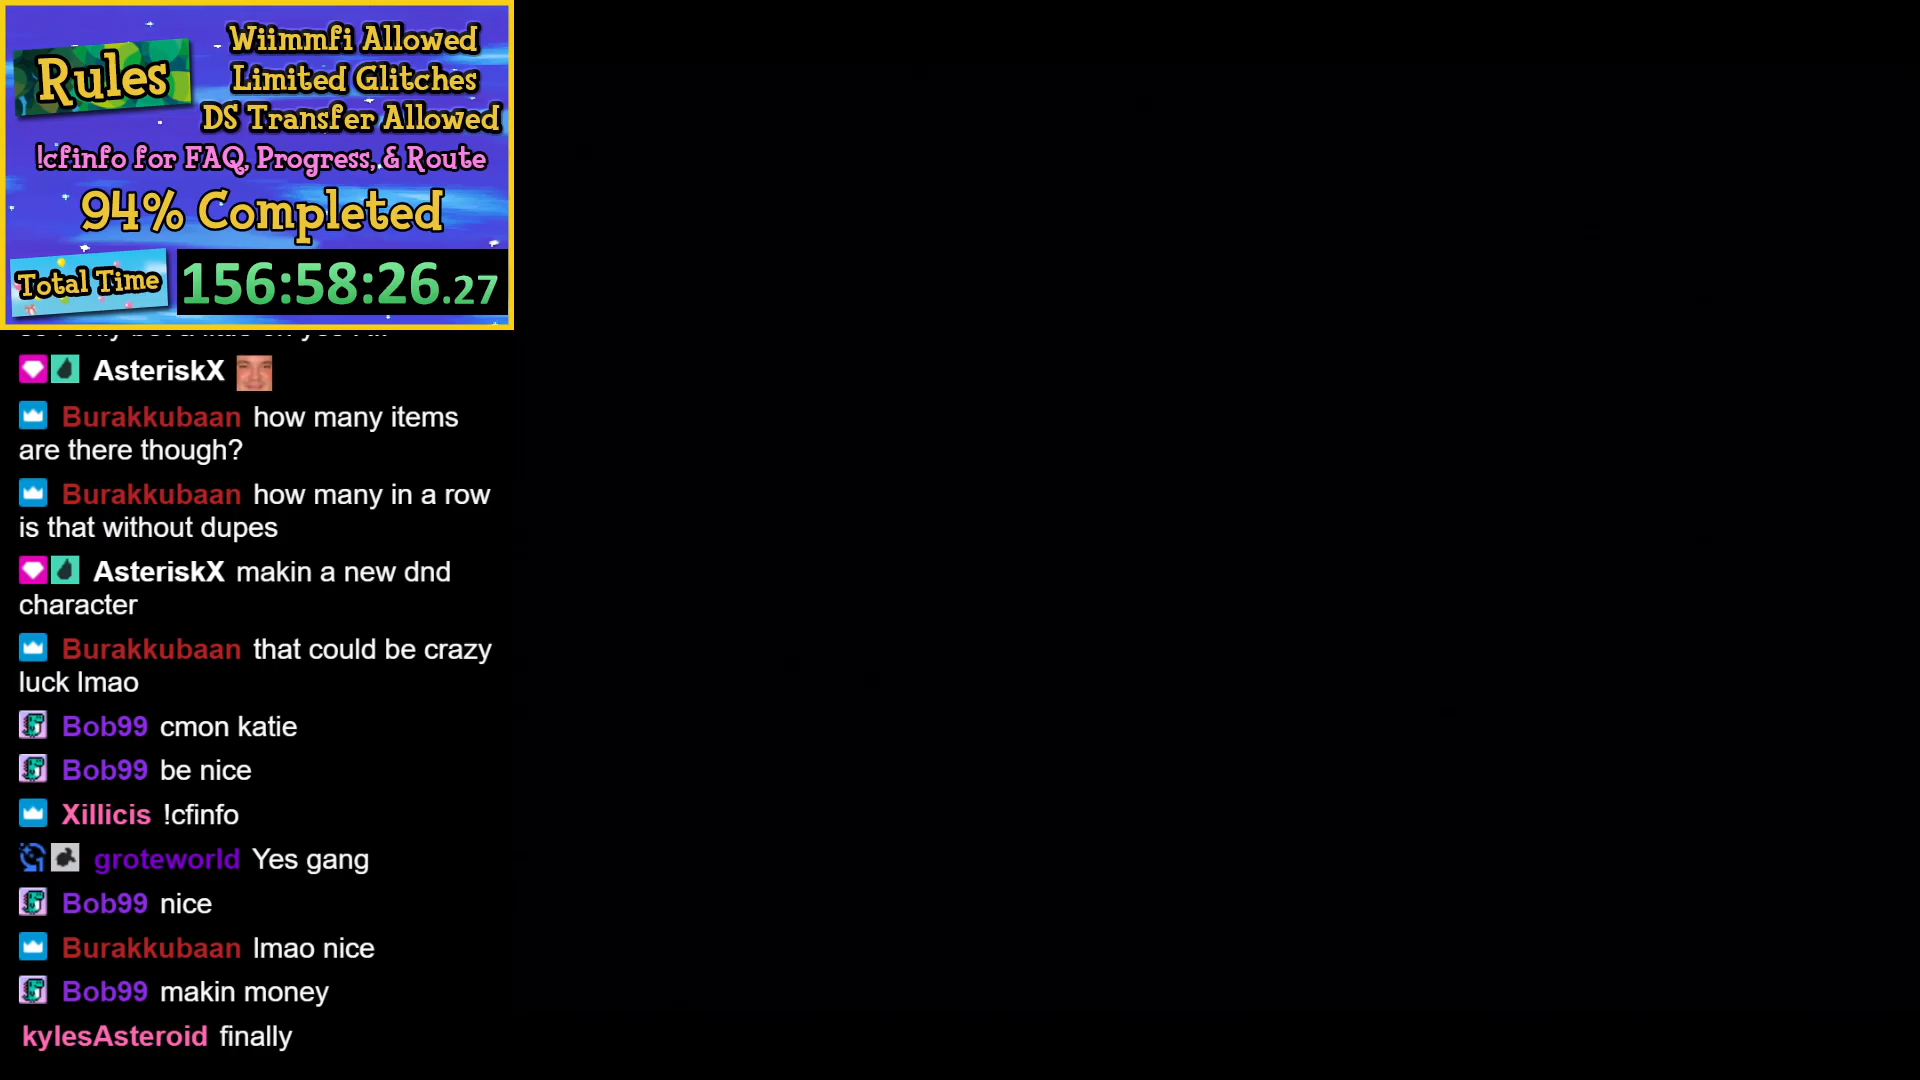 Rules
Wiimmfi Allowed
Limited Glitches
DS Transfer Allowed
!cfinfo for FAQ, Progress, & Route
94% Completed
Total Time
156:58:26.27
AsteriskX
Burakkubaan how many items
are there though?
Burakkubaan how many in a row
is that without dupes
AsteriskX makin a new dnd
character
Burakkubaan that could be crazy
luck lmao
Bob99 cmon katie
Bob99 be nice
Xillicis !cfinfo
groteworld Yes gang
Bob99 nice
Burakkubaan lmao nice
Bob99 makin money
kylesAsteroid finally